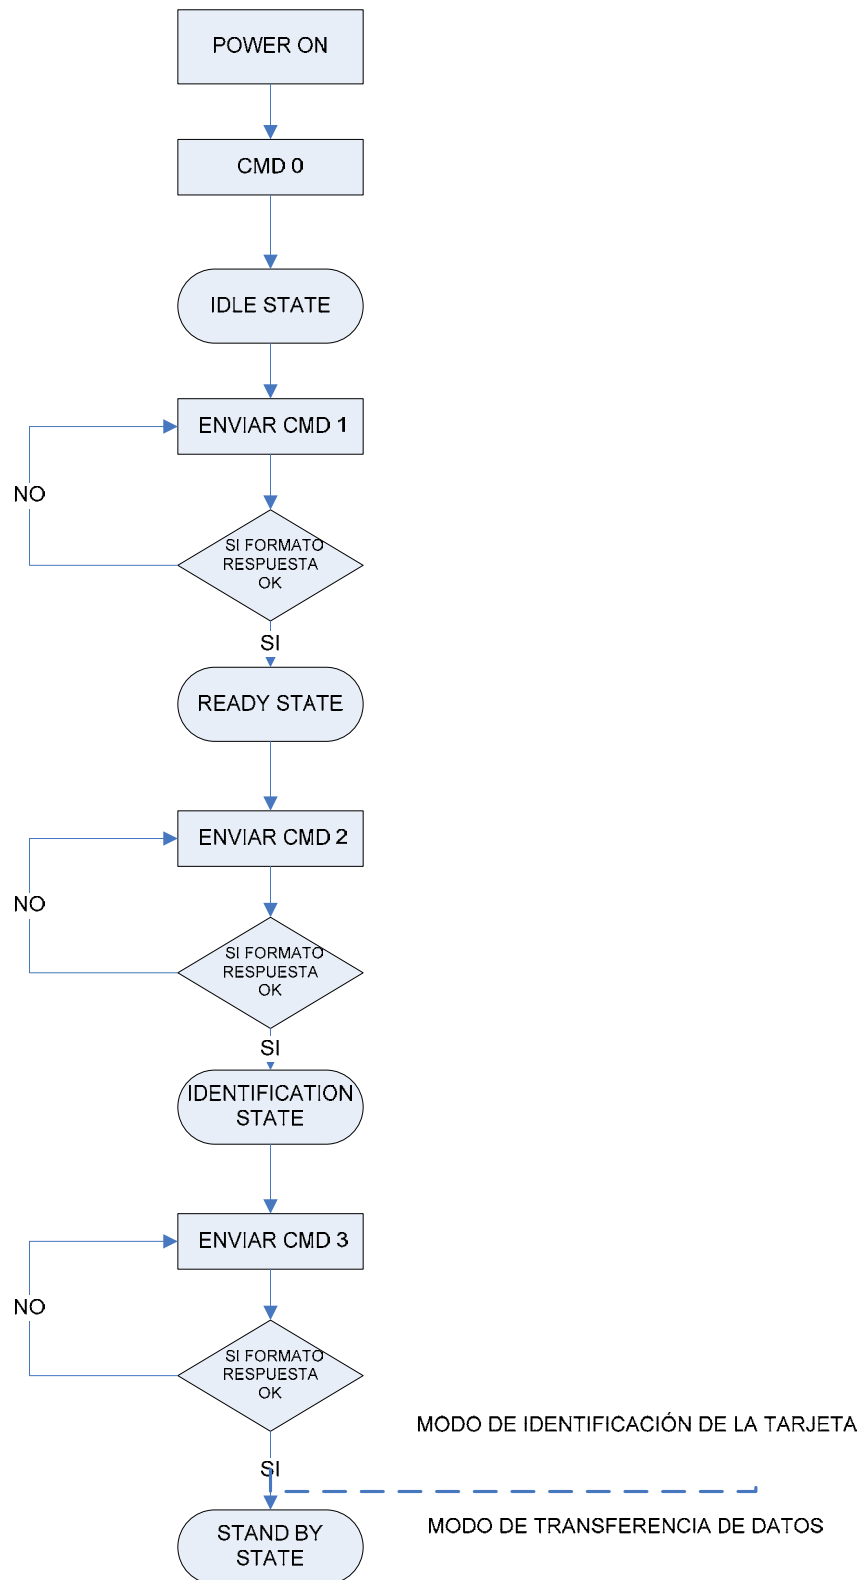 POWER ON
CMD 0
IDLE STATE
ENVIAR CMD 1
NO
SI FORMATO
RESPUESTA
OK
SI
READY STATE
ENVIAR CMD 2
NO
SI FORMATO
RESPUESTA
OK
SI
IDENTIFICATION
STATE
ENVIAR CMD 3
NO
SI FORMATO
RESPUESTA
OK
MODO DE IDENTIFICACIÓN DE LA TARJETA
SI
MODO DE TRANSFERENCIA DE DATOS
STAND BY
STATE